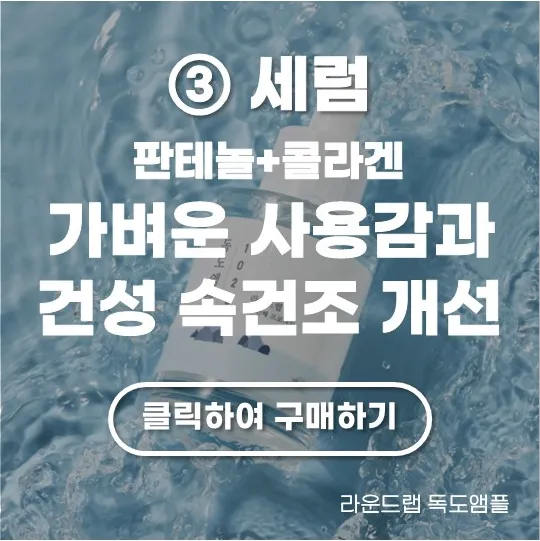 ③ 세럼
판테놀+콜라겐
가벼운 사용감과
건성 속건조 개선
클릭하여 구매하기
라운드랩 독도앰플